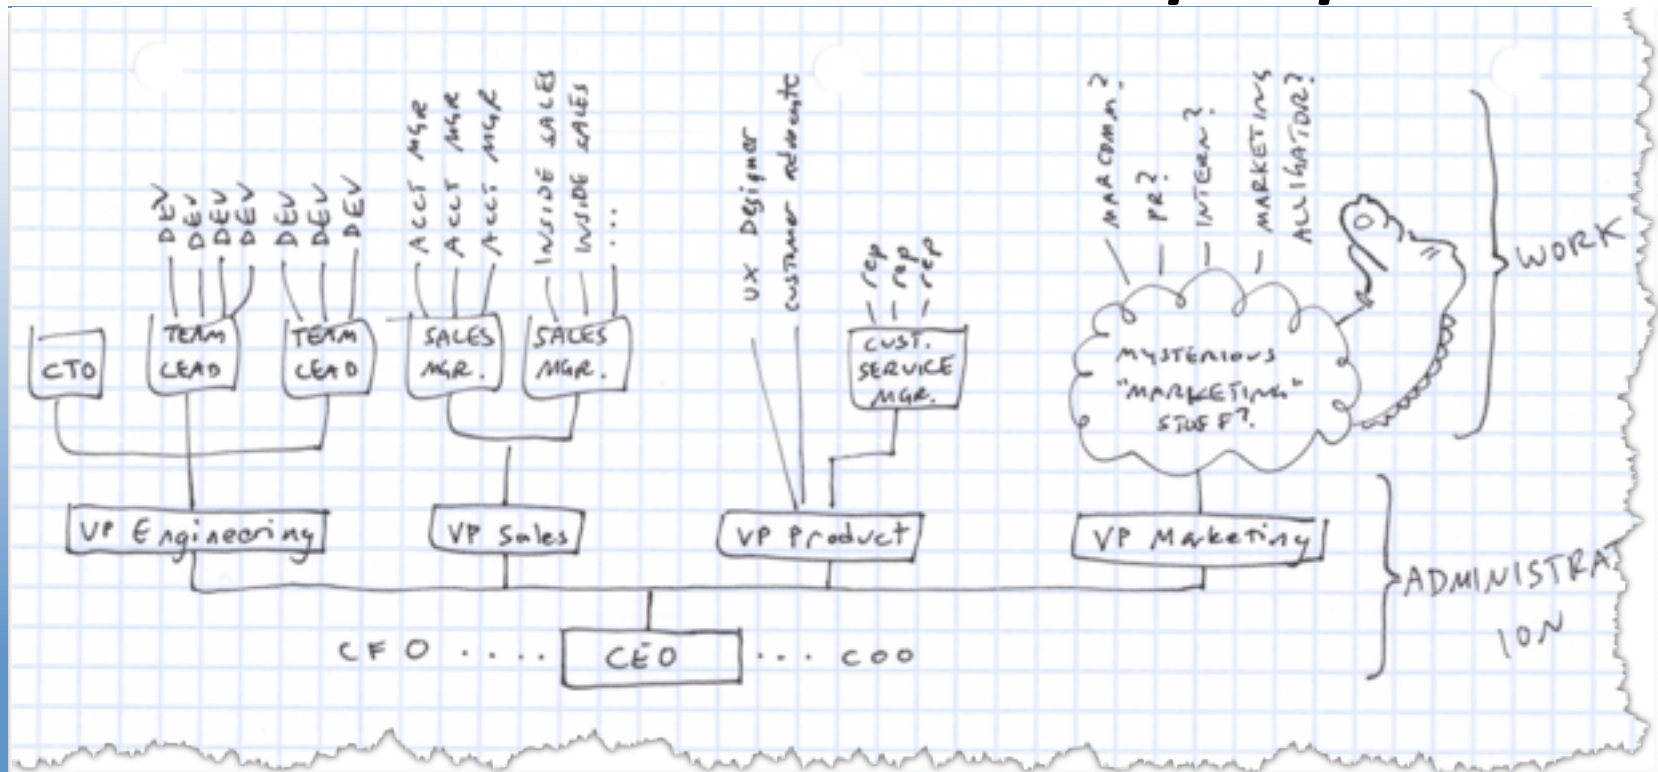 MARCOMM?
PR?
INTERN?
MARKETING
ALLIGATOR?
DEV
DEV
DEV
DEV
DEV
DEV
DEV
ACCT MGR
ACCT MGR
ACCT MGR
INSIDE SALES
INSIDE SALES
...
UX Designer
customer advocate
rep
rep
rep
WORK
CTO
TEAM
LEAD
TEAM
LEAD
SALES
MGR.
SALES
MGR.
CUST.
SERVICE
MGR.
MYSTERIOUS
"MARKETING"
STUFF?
VP Engineering
VP Sales
VP Product
VP Marketing
ADMINISTRAT
ION
CFO ..... CEO ... COO